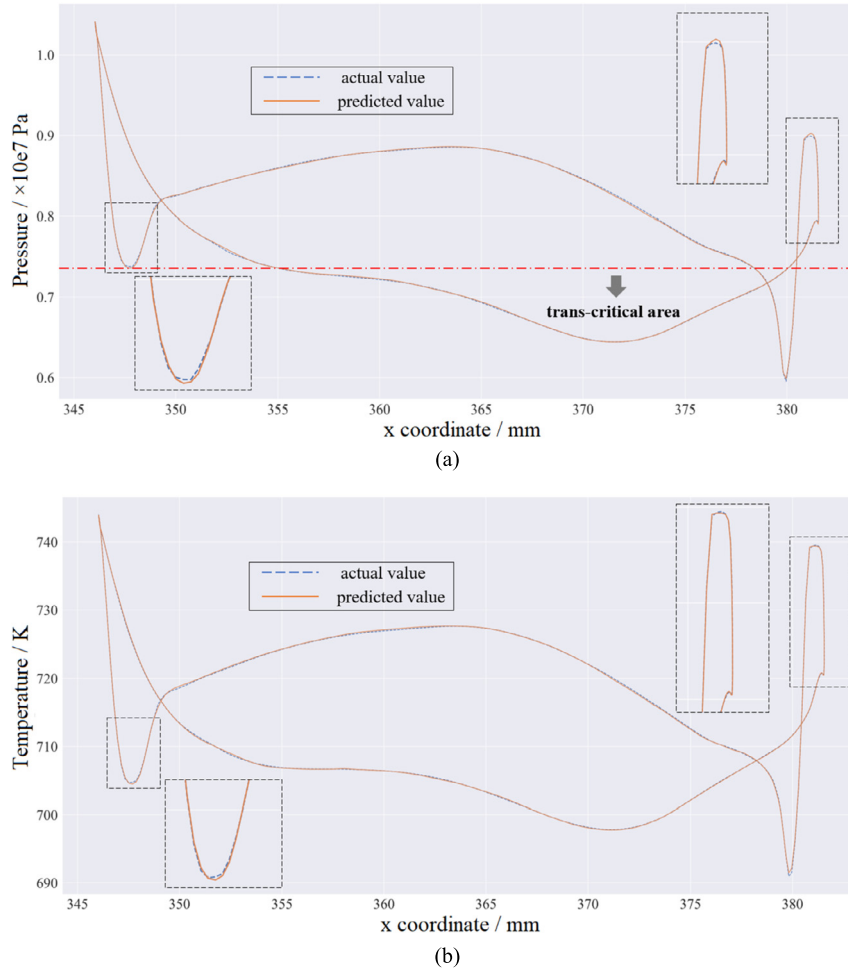 1.0
0.9
0.8
0.7
0.6
Pressure / ×10e7 Pa
actual value
predicted value
trans-critical area
345 350 355 360 365 370 375 380
x coordinate / mm
(a)
740
730
720
710
700
690
Temperature / K
actual value
predicted value
345 350 355 360 365 370 375 380
x coordinate / mm
(b)